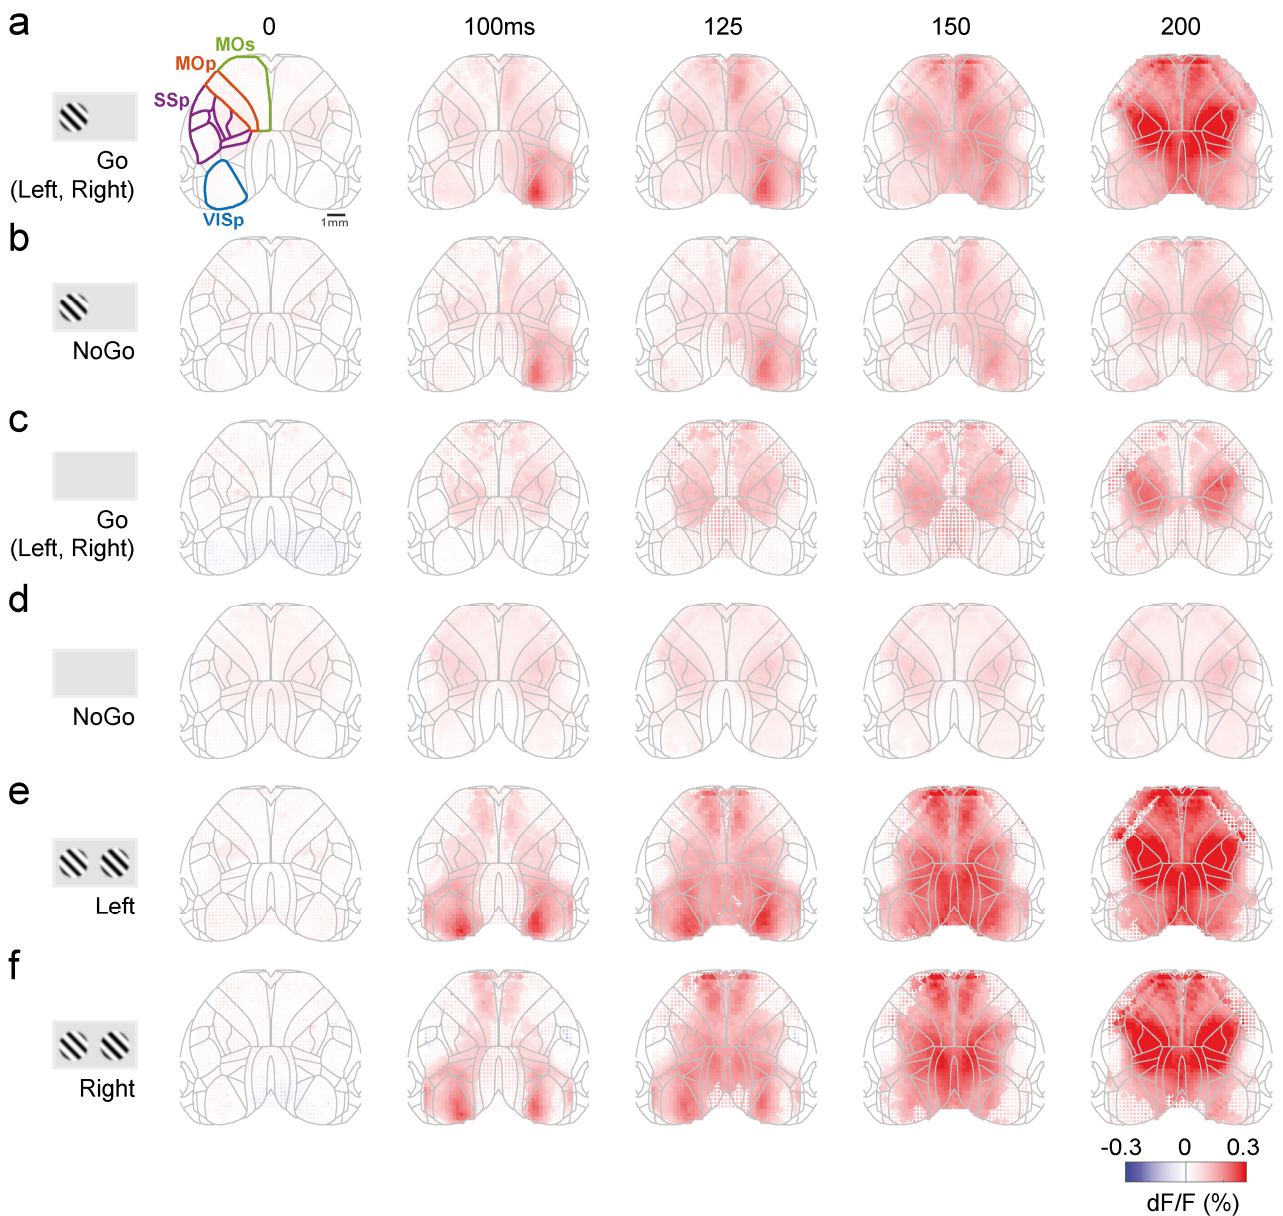 a
0
100ms
125
150
200
MOs
MOp
SSp
VISp
1mm
Go
(Left, Right)
b
NoGo
c
Go
(Left, Right)
d
NoGo
e
Left
f
Right
-0.3
0
0.3
dF/F (%)